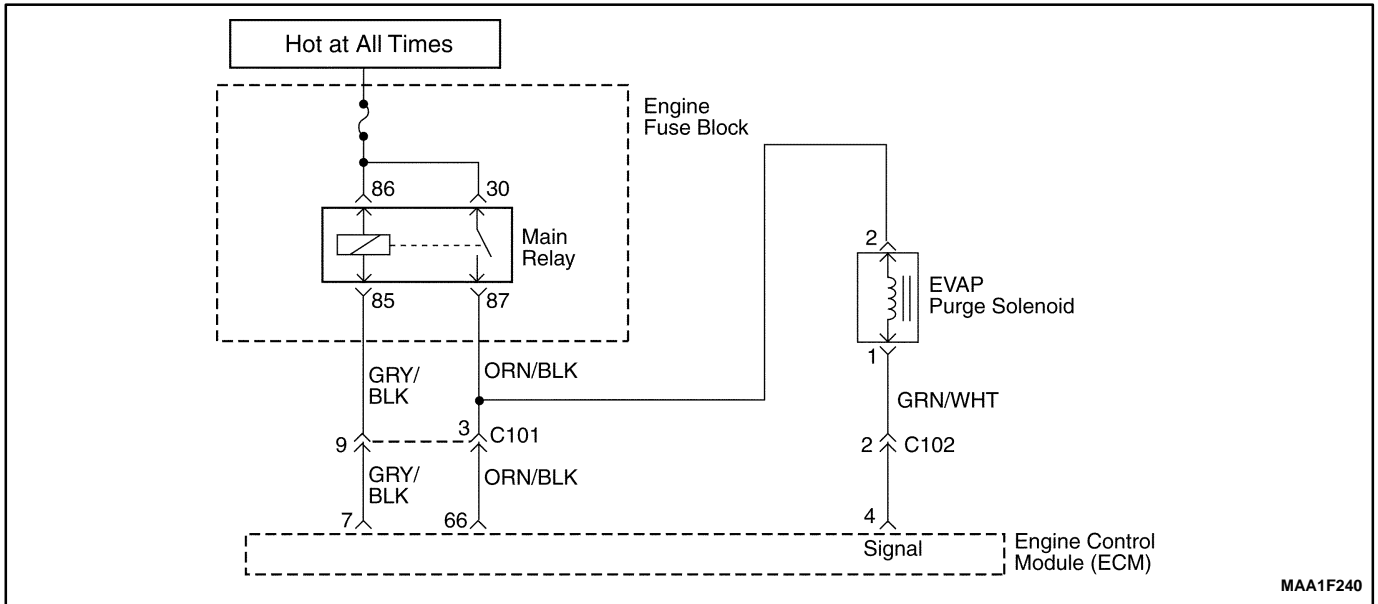 Hot at All Times
Engine
Fuse Block
86
30
Main
Relay
85
87
2
EVAP
Purge Solenoid
1
GRY/
BLK
ORN/BLK
GRN/WHT
9
3
C101
2
C102
GRY/
BLK
ORN/BLK
7
66
4
Signal
Engine Control
Module (ECM)
MAA1F240